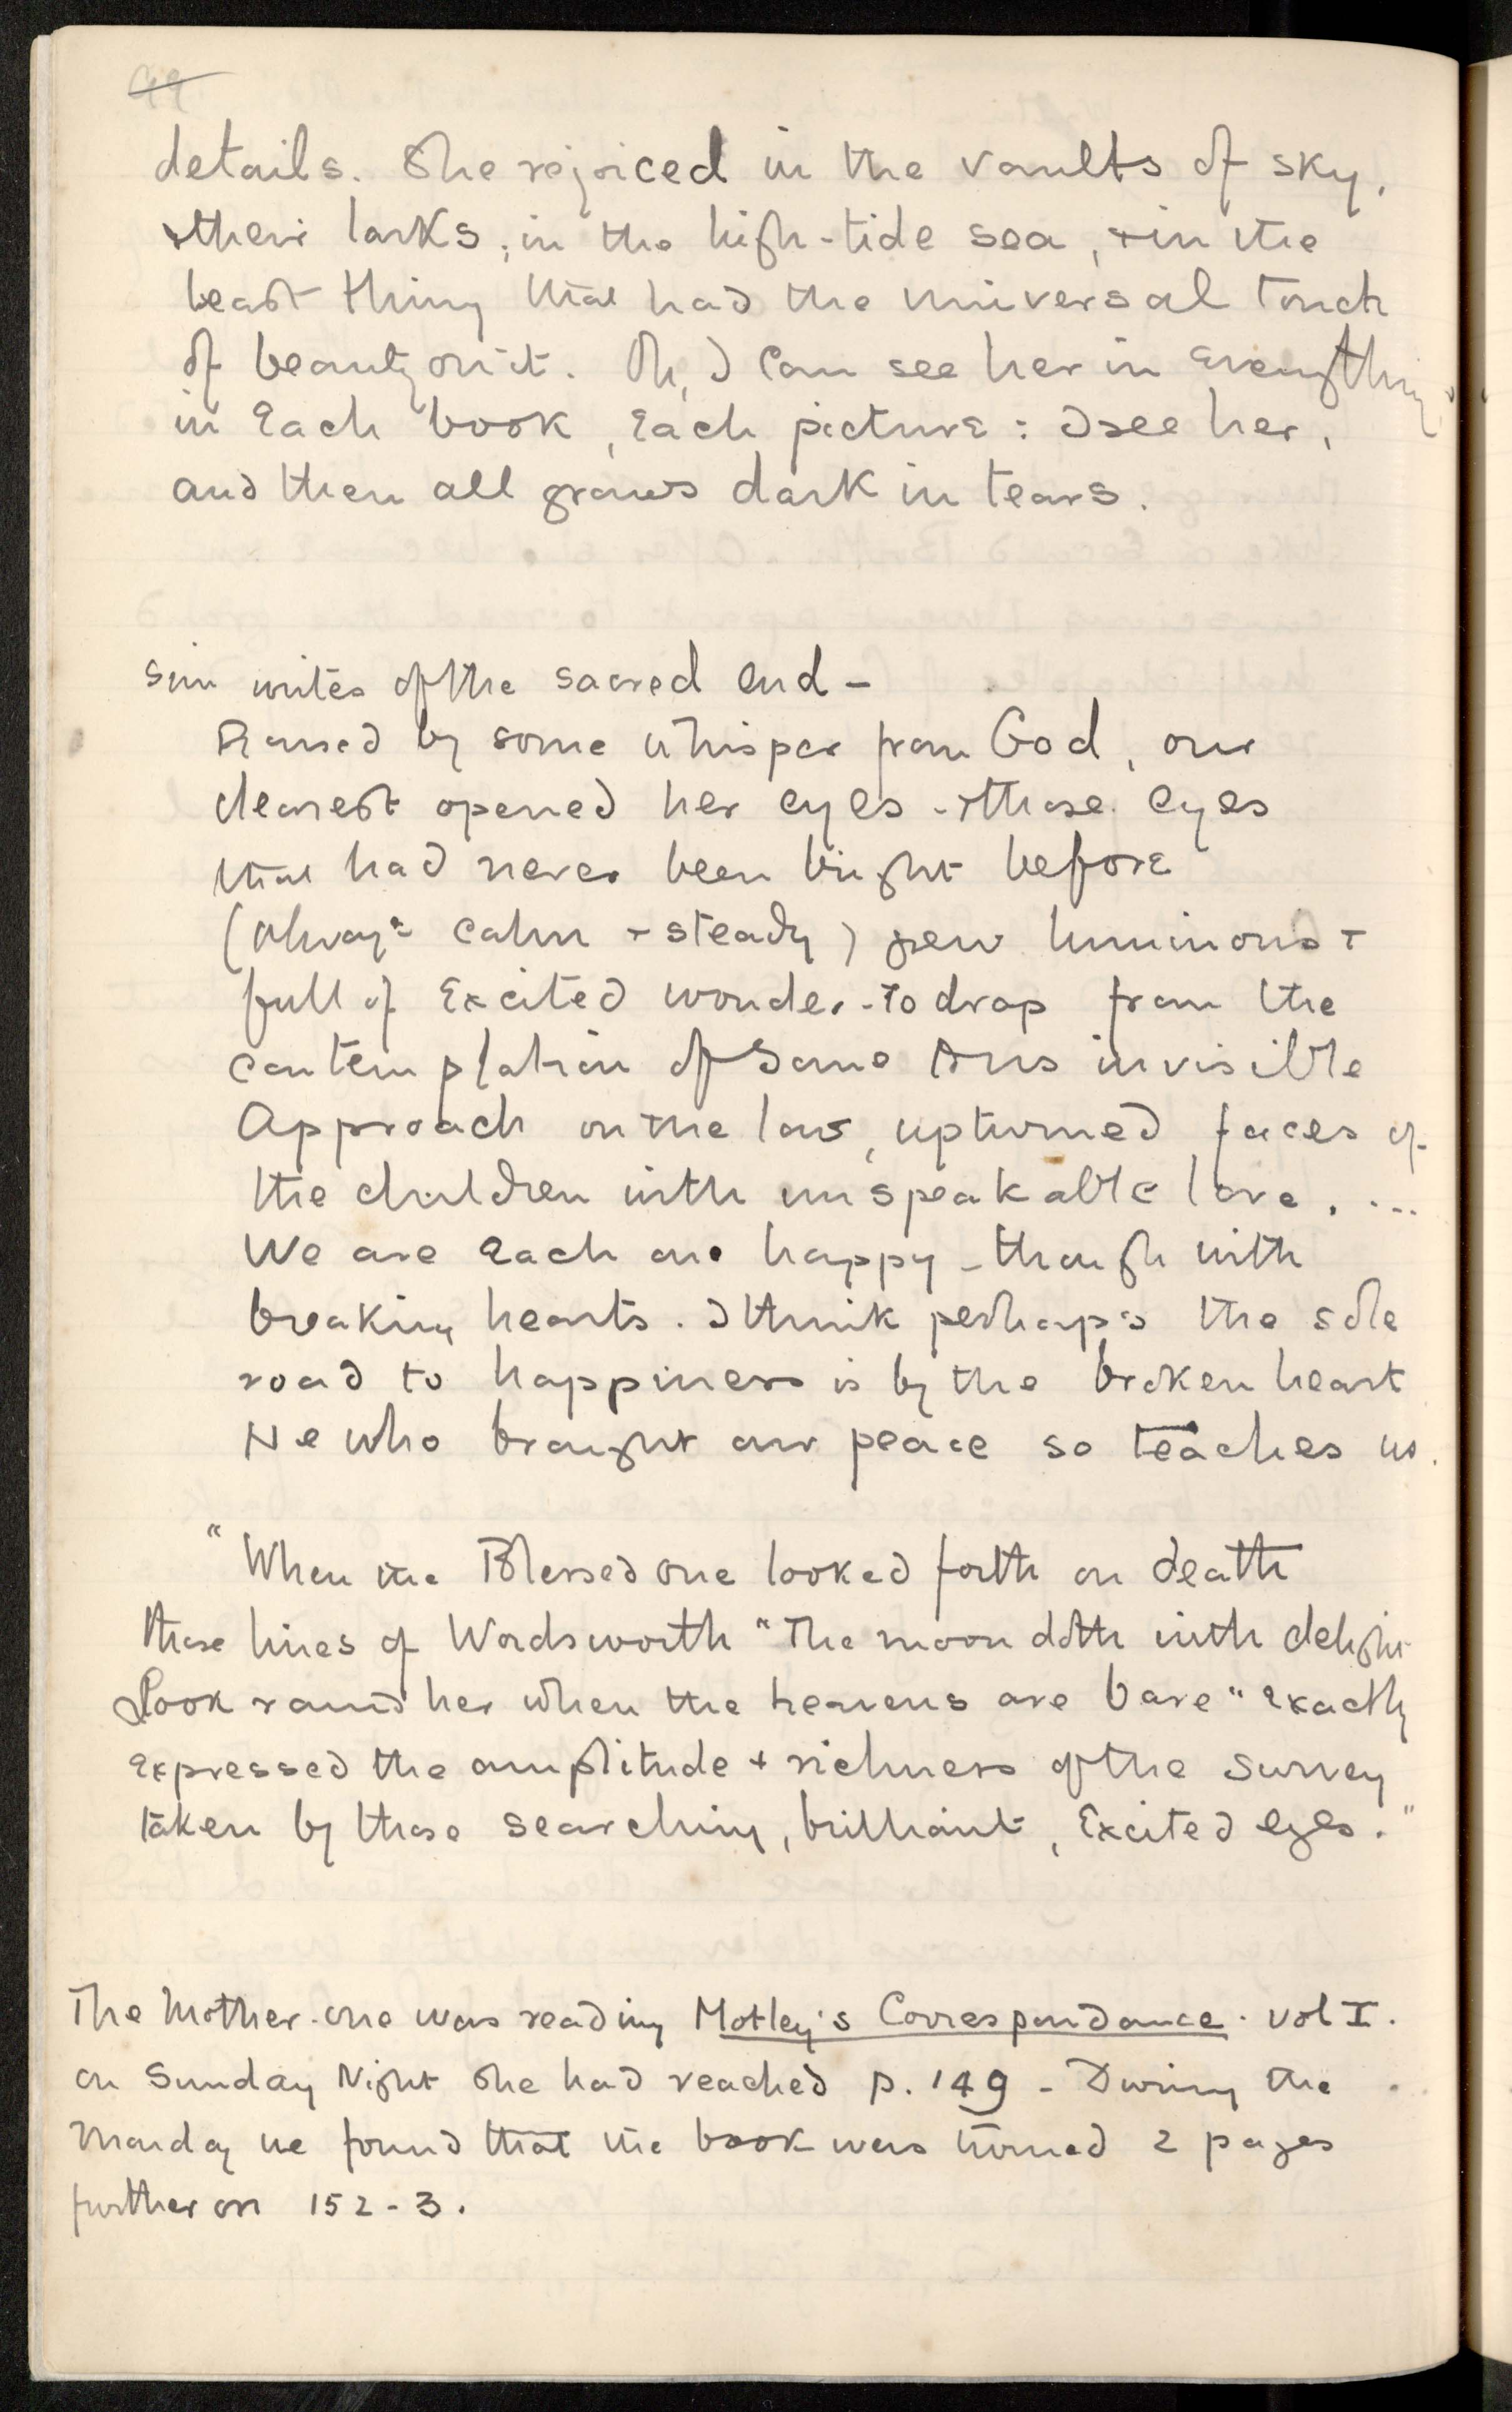 49
details. She rejoiced in the vaults of sky,
+ their larks; in the high-tide sea, + in the
least thing that had the universal touch
of beauty on it. Oh, I can see her in everything,
in each book, each picture: I see her,
and then all grows dark in tears.
Sim writes of the sacred end –
Roused by some whisper from God, our
dearest opened her eyes - + those eyes
that had never been bright before
(always calm + steady) grew luminous +
full of excited wonder - to drop from the
contemplation of some thus invisible
Approach on the low, upturned faces of
the children with unspeakable love. ...
We are each one happy - though with
breaking hearts. I think perhaps the sole
road to happiness is by the broken heart
He who brought our peace so teaches us.
"When the Blessed one looked forth on death
those lines of Wordsworth "The moon doth with delight
Look round her when the heavens are bare" exactly
expressed the amplitude + richness of the survey
taken by those searching, brilliant, excited eyes."
The Mother-one was reading Motley's Correspondance. Vol I.
on Sunday Night she had reached p. 149 - During the
Monday we found that the book was turned 2 pages
further on 152-3.